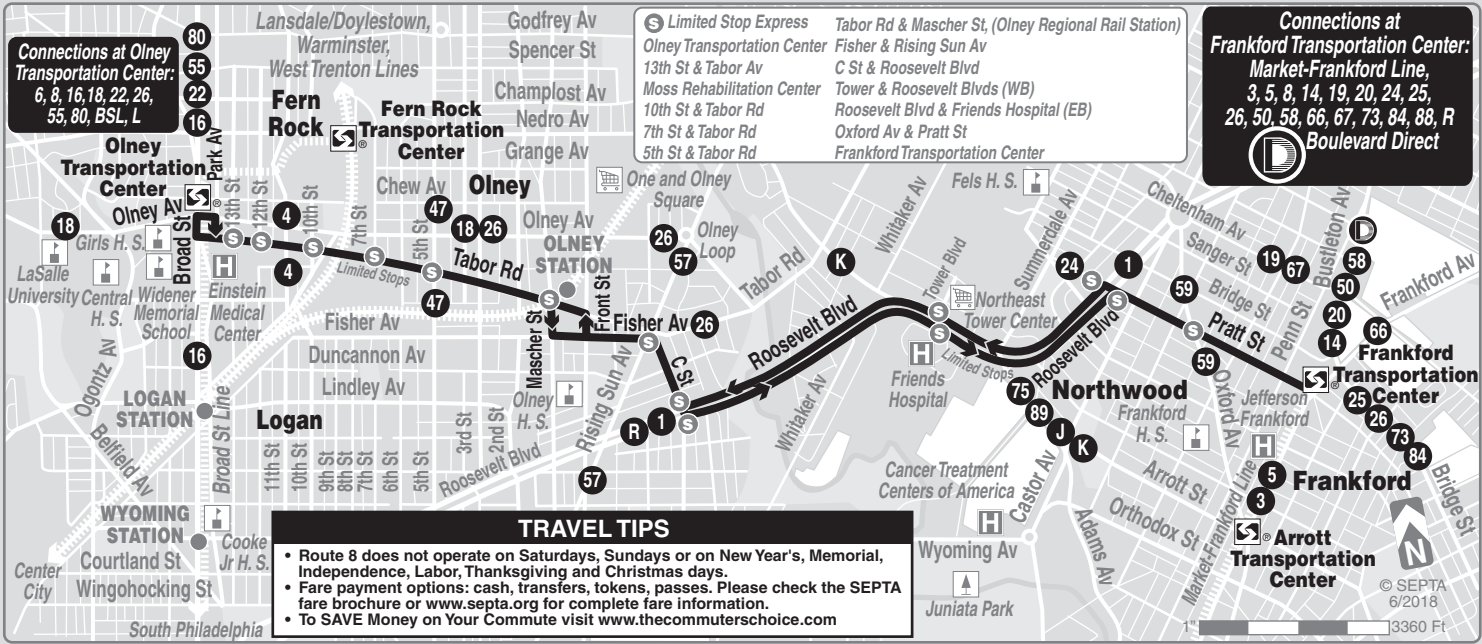 Connections at Olney
Transportation Center:
6, 8, 16,18, 22, 26,
55, 80, BSL, L
80
55
22
16
Lansdale/Doylestown,
Warminster,
West Trenton Lines
Godfrey Av
Spencer St
Champlost Av
Nedro Av
Grange Av
S Limited Stop Express
Olney Transportation Center
13th St & Tabor Av
Moss Rehabilitation Center
10th St & Tabor Rd
7th St & Tabor Rd
5th St & Tabor Rd
Tabor Rd & Mascher St, (Olney Regional Rail Station)
Fisher & Rising Sun Av
C St & Roosevelt Blvd
Tower & Roosevelt Blvds (WB)
Roosevelt Blvd & Friends Hospital (EB)
Oxford Av & Pratt St
Frankford Transportation Center
Connections at
Frankford Transportation Center:
Market-Frankford Line,
3, 5, 8, 14, 19, 20, 24, 25,
26, 50, 58, 66, 67, 73, 84, 88, R
D Boulevard Direct
Fern
Rock
Fern Rock
Transportation
Center
®
Olney
Transportation
Center
®
Park Av
Olney Av
Broad St
13th St
12th St
10th St
7th St
5th St
4
4
Chew Av
47
Olney
18
26
Olney Av
OLNEY
STATION
One and Olney
Square
26
57
Olney
Loop
Tabor Rd
K
Whitaker Av
Tower Blvd
Fels H. S.
Summerdale Av
Cheltenham Av
Sanger St
Bridge St
Bustleton Av
D
58
50
20
14
66
19
67
59
Penn St
Frankford Av
18
LaSalle
University
Girls H. S.
Central
H. S.
Widener
Memorial
School
Einstein
Medical
Center
S
S
S
S
S
S
Limited Stops
Tabor Rd
47
Fisher Av
Duncannon Av
Lindley Av
Mascher St
Front St
Fisher Av
26
S
C St
S
S
Roosevelt Blvd
S
S
Northeast
Tower Center
Limited Stops
Friends
Hospital
24
S
1
S
Roosevelt Blvd
S
Pratt St
59
Oxford Av
Frankford
Transportation
Center
®
25
26
73
84
Bridge St
75
89
J
K
Northwood
Frankford
H. S.
Jefferson
-Frankford
16
Ogontz Av
LOGAN
STATION
Belfield Av
Broad St Line
Logan
11th St
10th St
9th St
8th St
7th St
6th St
5th St
3rd St
2nd St
Olney
H. S.
Rising Sun Av
Roosevelt Blvd
R
1
57
Whitaker Av
Cancer Treatment
Centers of America
Castor Av
Adams Av
Wyoming Av
Juniata Park
Arrott St
Orthodox St
Market-Frankford Line
5
3
Frankford
® Arrott
Transportation
Center
WYOMING
STATION
Cooke
Jr H. S.
Courtland St
Wingohocking St
Center
City
South Philadelphia
TRAVEL TIPS
• Route 8 does not operate on Saturdays, Sundays or on New Year's, Memorial,
Independence, Labor, Thanksgiving and Christmas days.
• Fare payment options: cash, transfers, tokens, passes. Please check the SEPTA
fare brochure or www.septa.org for complete fare information.
• To SAVE Money on Your Commute visit www.thecommuterschoice.com
H
H
H
H
N
© SEPTA
6/2018
1"
3360 Ft